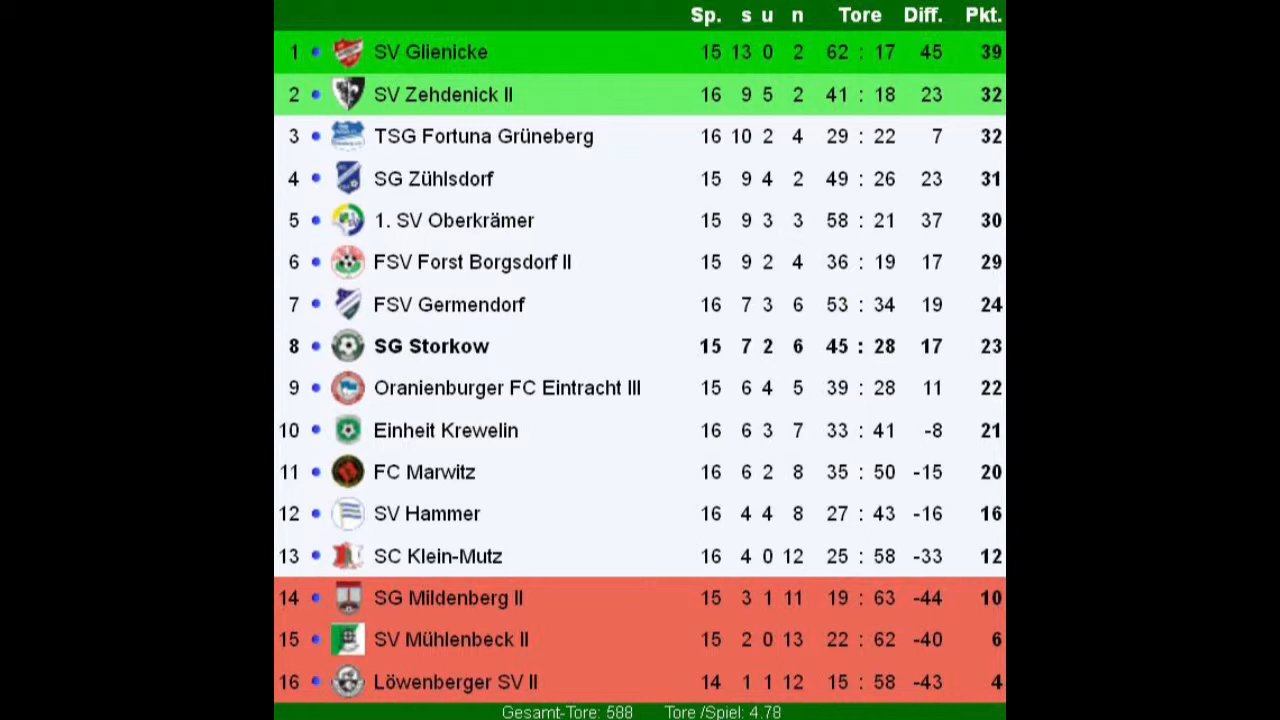 Sp. s u n Tore Diff. Pkt.
1 SV Glienicke 15 13 0 2 62 : 17 45 39
2 SV Zehdenick II 16 9 5 2 41 : 18 23 32
3 TSG Fortuna Grüneberg 16 10 2 4 29 : 22 7 32
4 SG Zühlsdorf 15 9 4 2 49 : 26 23 31
5 1. SV Oberkrämer 15 9 3 3 58 : 21 37 30
6 FSV Forst Borgsdorf II 15 9 2 4 36 : 19 17 29
7 FSV Germendorf 16 7 3 6 53 : 34 19 24
8 SG Storkow 15 7 2 6 45 : 28 17 23
9 Oranienburger FC Eintracht III 15 6 4 5 39 : 28 11 22
10 Einheit Krewelin 16 6 3 7 33 : 41 -8 21
11 FC Marwitz 16 6 2 8 35 : 50 -15 20
12 SV Hammer 16 4 4 8 27 : 43 -16 16
13 SC Klein-Mutz 16 4 0 12 25 : 58 -33 12
14 SG Mildenberg II 15 3 1 11 19 : 63 -44 10
15 SV Mühlenbeck II 15 2 0 13 22 : 62 -40 6
16 Löwenberger SV II 14 1 1 12 15 : 58 -43 4
Gesamt-Tore: 588 Tore /Spiel: 4.78